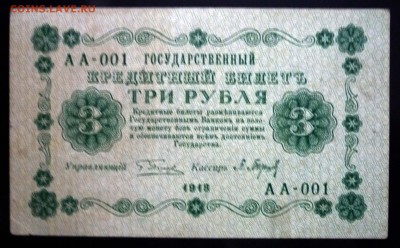 COINS.LAVE.RU
ГОСУДАРСТВЕННЫЙ
АА-001
КРЕДИТНЫЙ БИЛЕТЪ
ТРИ РУБЛЯ
3 3
Кредитные билеты размѣниваются
Государственнымъ Банкомъ на золо-
тую монету безъ ограниченія суммы
и обезпечиваются всѣмъ достояніемъ
Государства.
Управляющій
Кассиръ
1918
АА-001